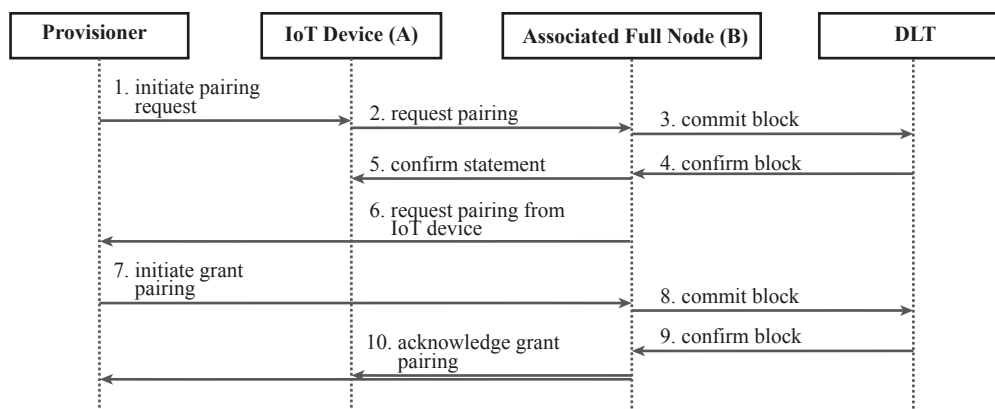 Provisioner
IoT Device (A)
Associated Full Node (B)
DLT
1. initiate pairing
request
2. request pairing
3. commit block
5. confirm statement
4. confirm block
6. request pairing from
IoT device
7. initiate grant
pairing
8. commit block
9. confirm block
10. acknowledge grant
pairing